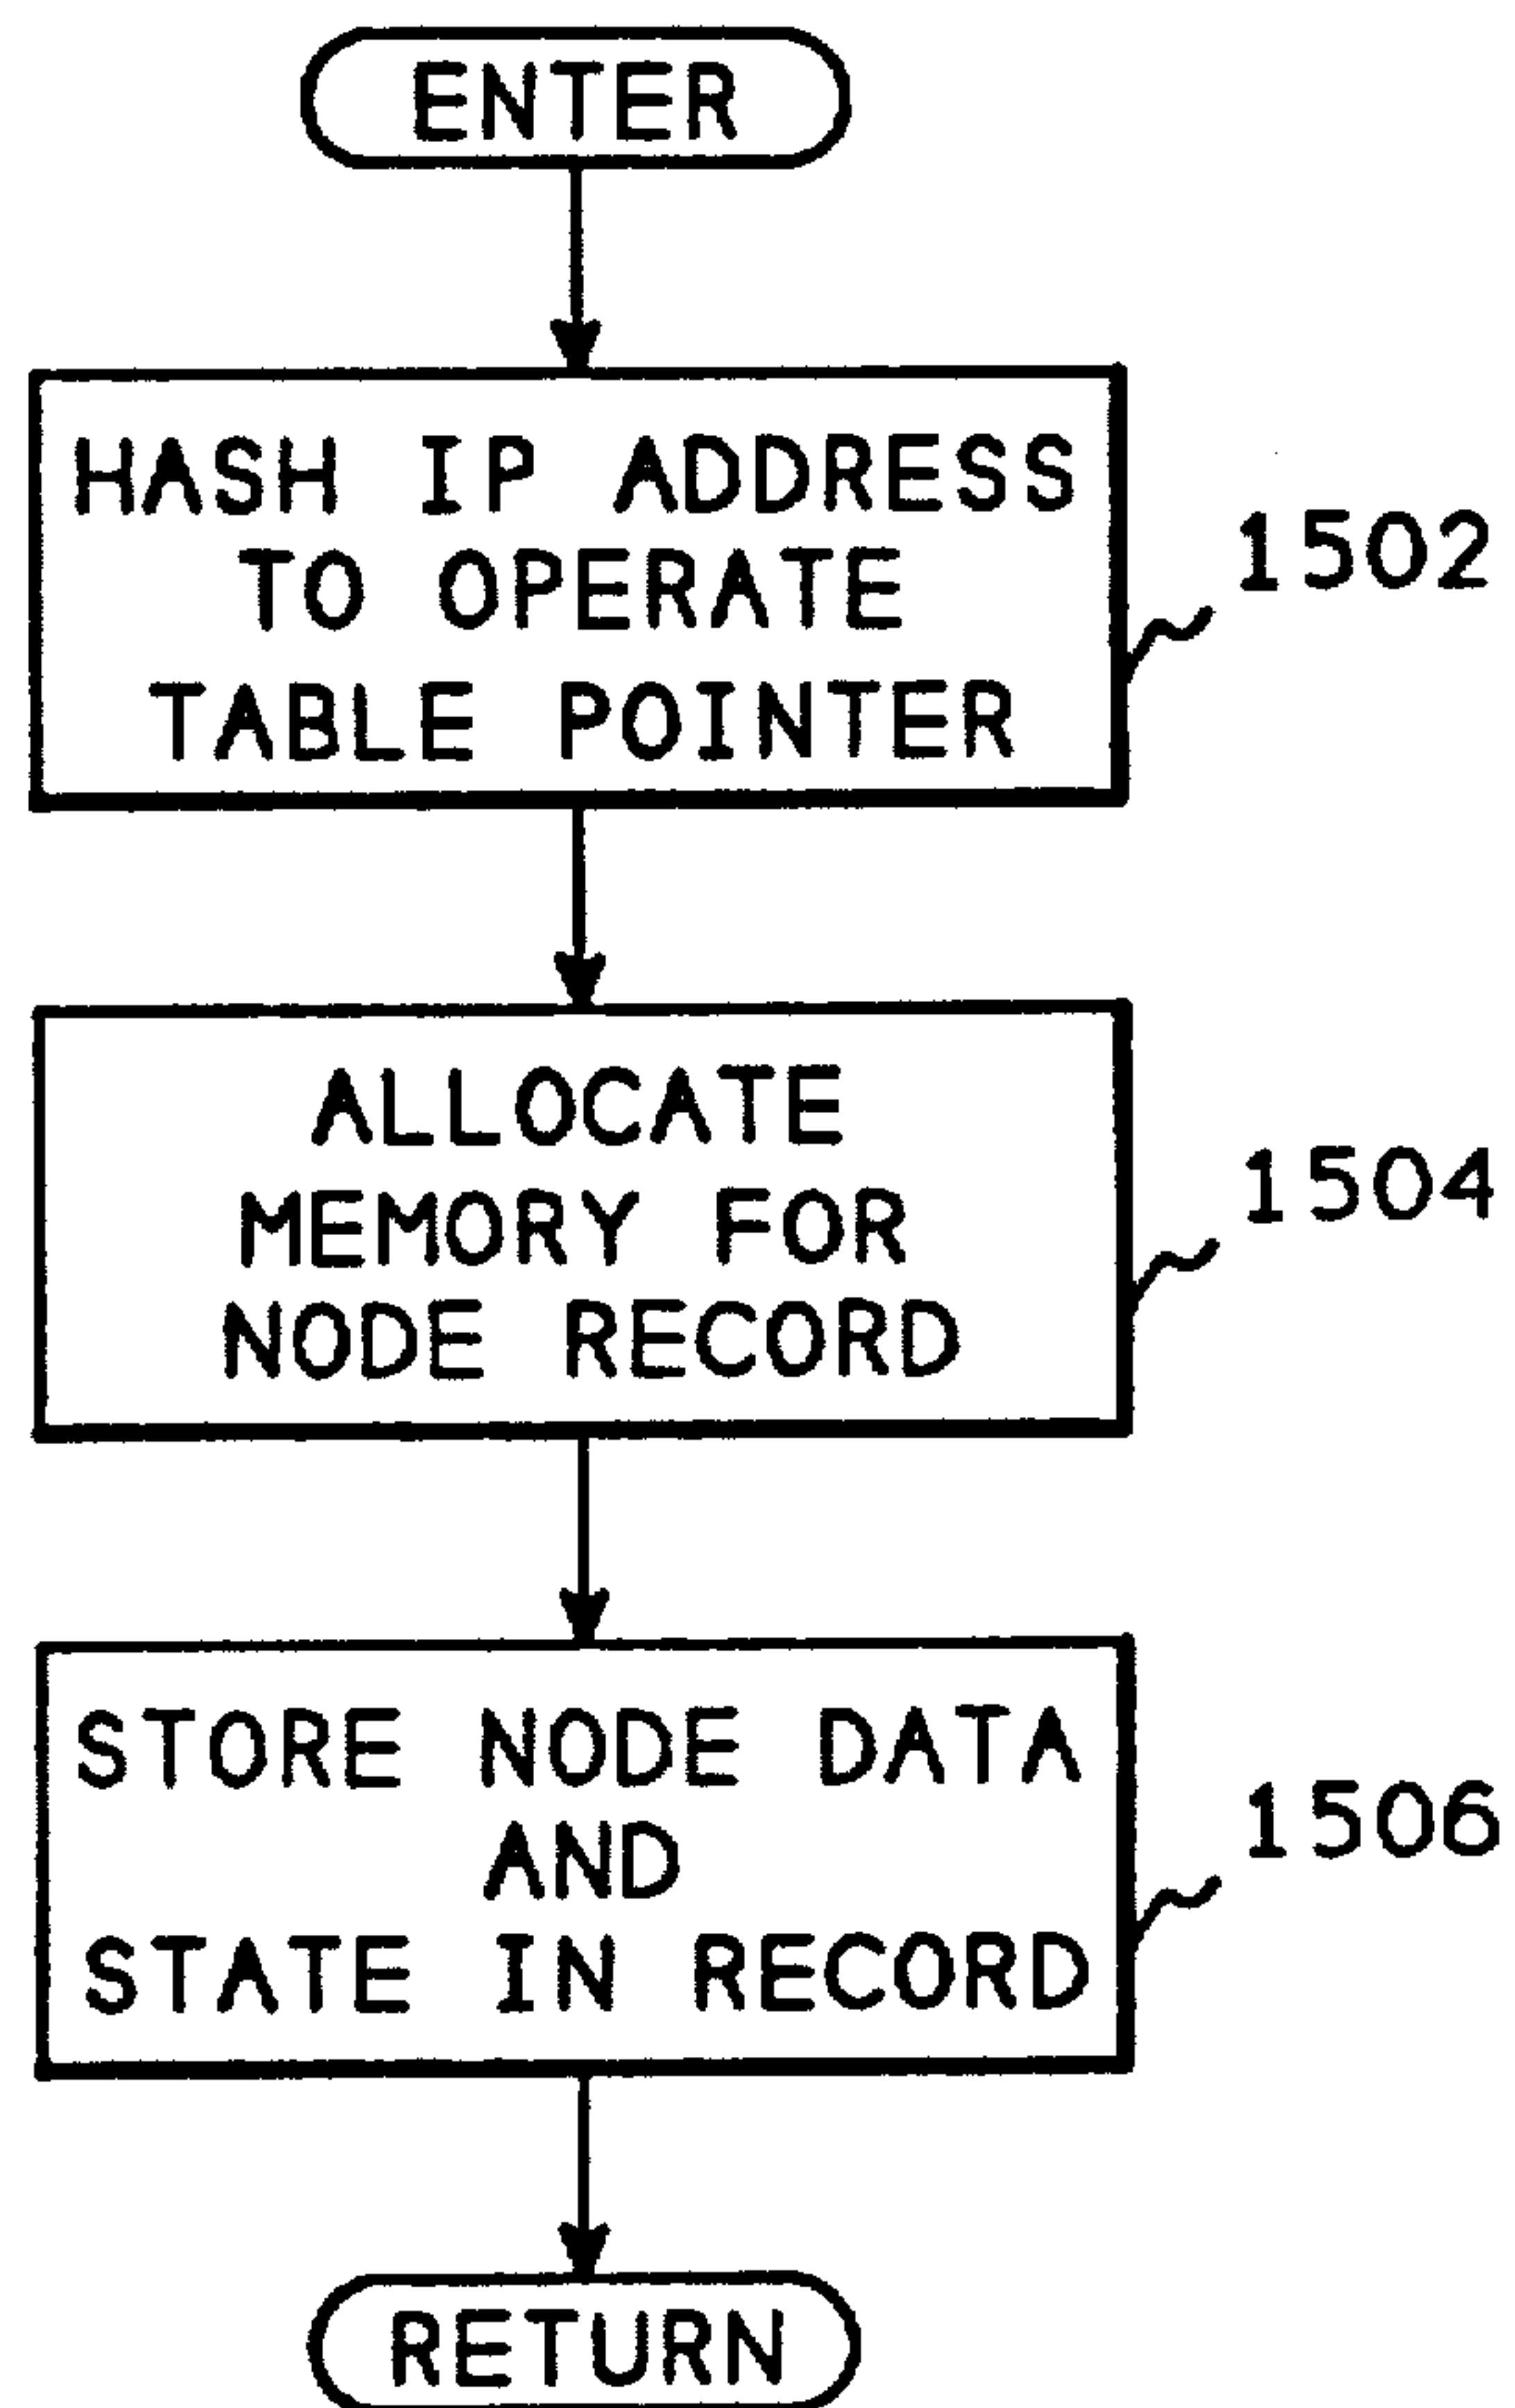 ENTER
HASH IP ADDRESS
TO OPERATE
TABLE POINTER
1502
ALLOCATE
MEMORY FOR
NODE RECORD
1504
STORE NODE DATA
AND
STATE IN RECORD
1506
RETURN